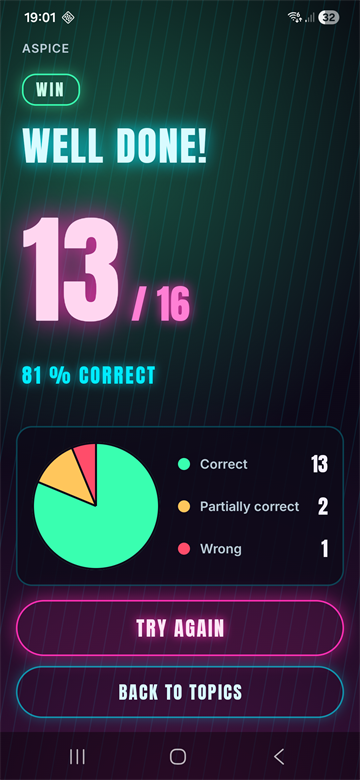 19:01
32
ASPICE
WIN
WELL DONE!
13 / 16
81 % CORRECT
Correct 13
Partially correct 2
Wrong 1
TRY AGAIN
BACK TO TOPICS